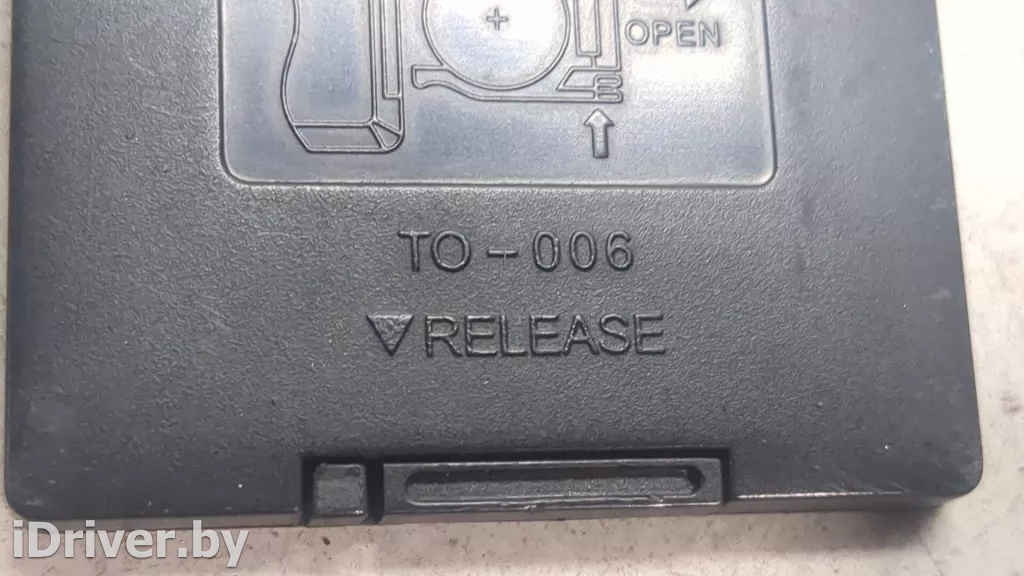 OPEN
TO-006
RELEASE
iDriver.by